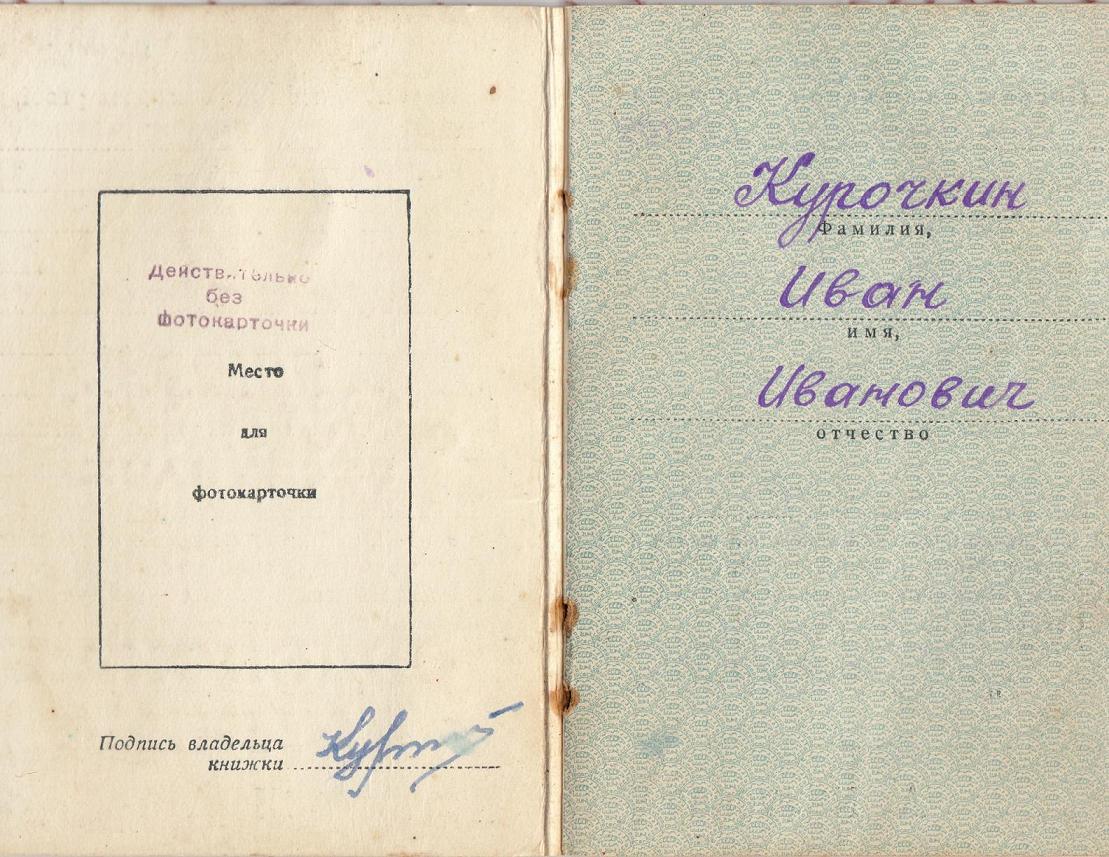 Действительно
без
фотокарточки
Место
для
фотокарточки
Подпись владельца
книжки
Курочкин
Фамилия,
Иван
имя,
Иванович
отчество